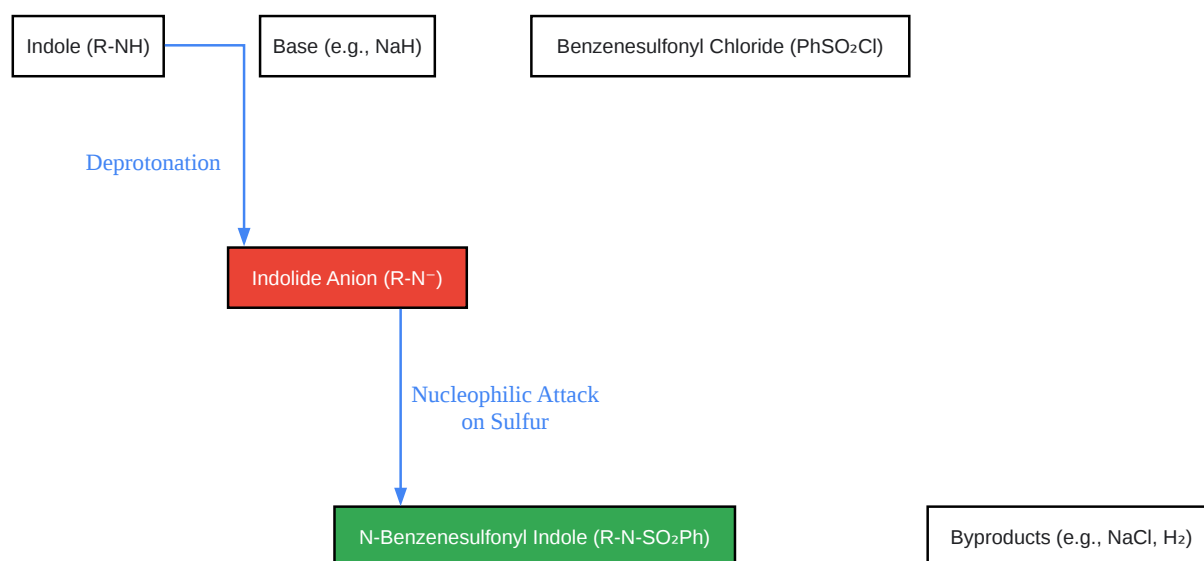 Indole (R-NH)
Base (e.g., NaH)
Benzenesulfonyl Chloride (PhSO₂Cl)
Deprotonation
Indolide Anion (R-N⁻)
Nucleophilic Attack
on Sulfur
N-Benzenesulfonyl Indole (R-N-SO₂Ph)
Byproducts (e.g., NaCl, H₂)